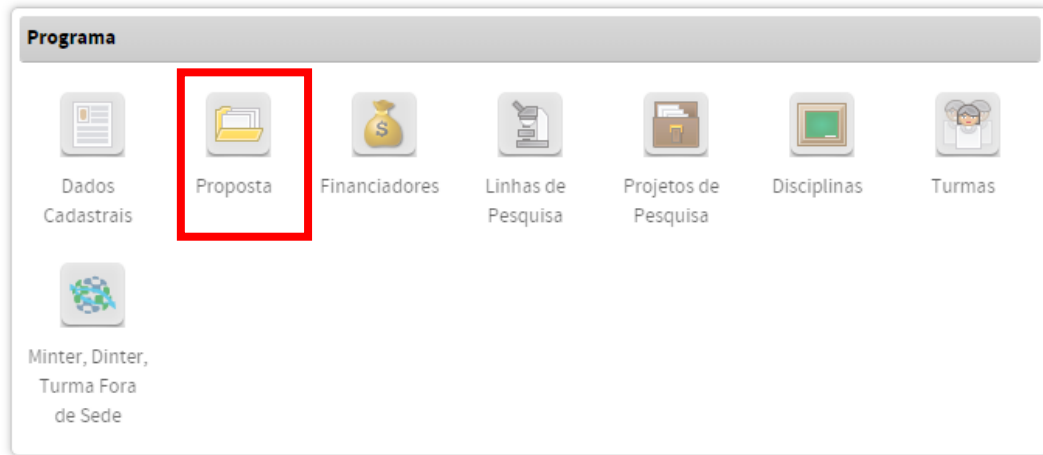 Programa
Dados
Cadastrais
Proposta
$
Financiadores
Linhas de
Pesquisa
Projetos de
Pesquisa
Disciplinas
Turmas
Minter, Dinter,
Turma Fora
de Sede